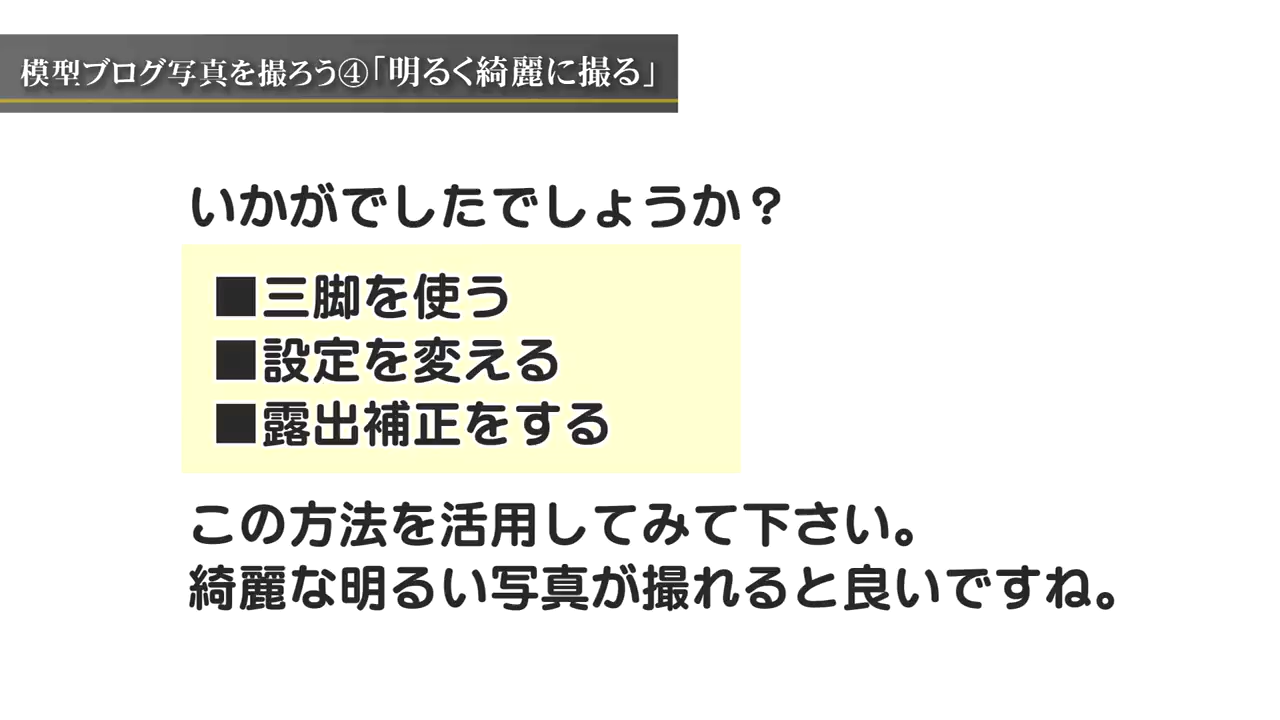 模型ブログ写真を撮ろう④「明るく綺麗に撮る」
いかがでしたでしょうか？
■三脚を使う
■設定を変える
■露出補正をする
この方法を活用してみて下さい。
綺麗な明るい写真が撮れると良いですね。